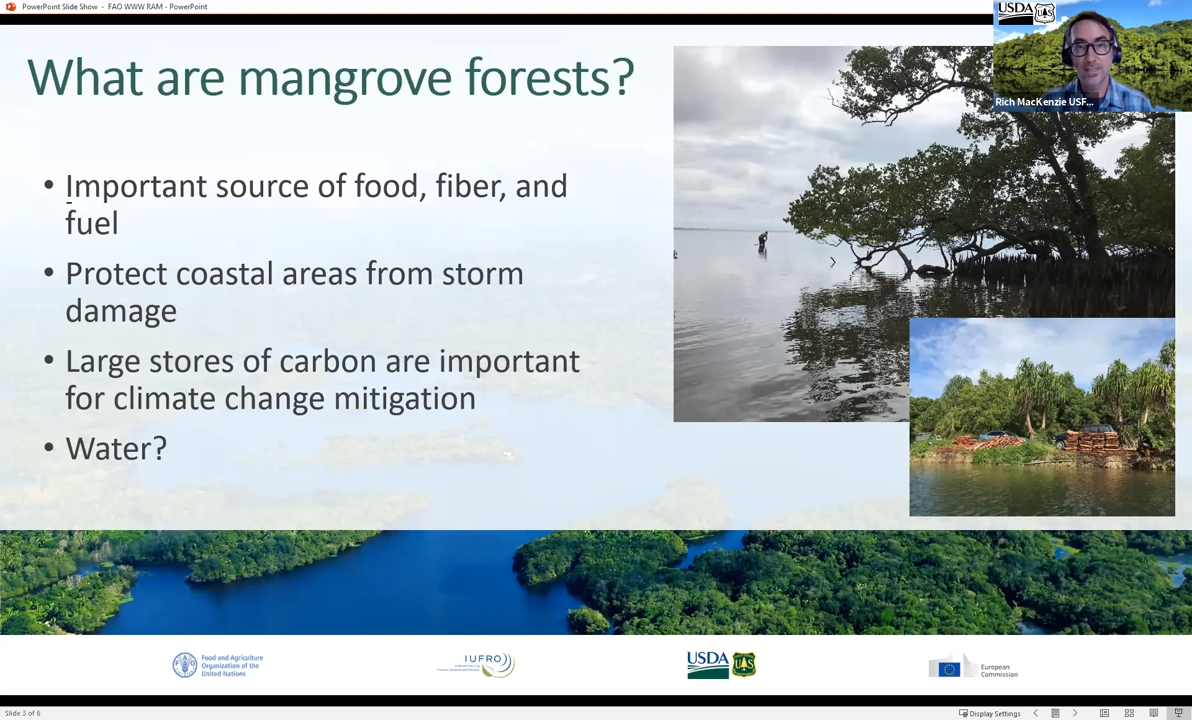 PowerPoint Slide Show - FAO WWW RAM - PowerPoint
USDA
UAS
Rich MacKenzie USF...
What are mangrove forests?
• Important source of food, fiber, and
fuel
• Protect coastal areas from storm
damage
• Large stores of carbon are important
for climate change mitigation
• Water?
FAO
Food and Agriculture
Organization of the
United Nations
IUFRO
USDA
UAS
European
Commission
Slide 3 of 6
Display Settings